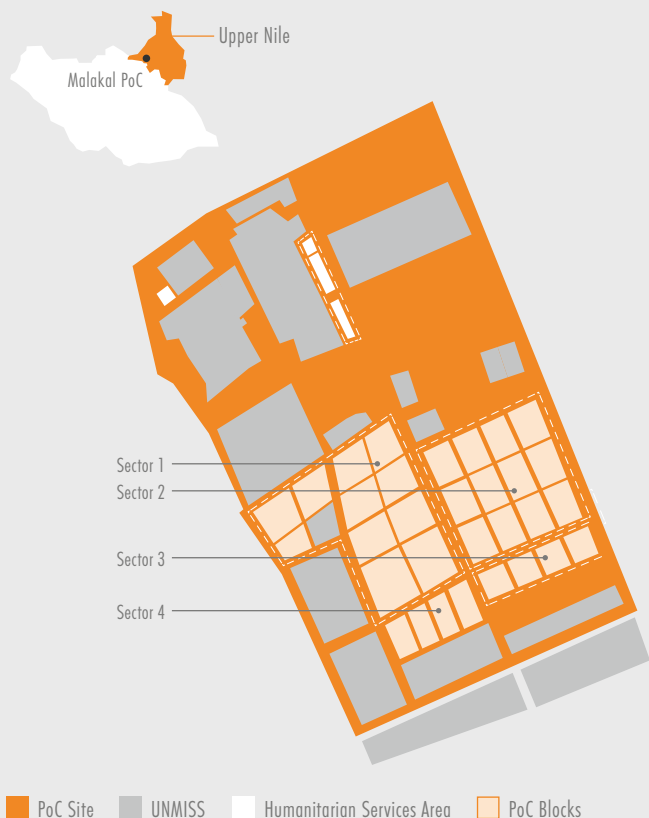 Upper Nile
Malakal PoC
Sector 1
Sector 2
Sector 3
Sector 4
PoC Site
UNMISS
Humanitarian Services Area
PoC Blocks